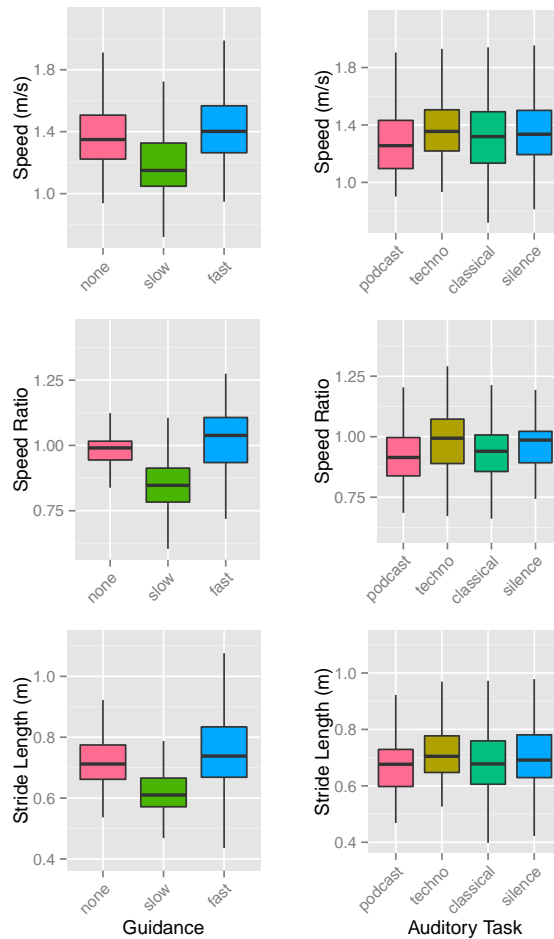 Speed (m/s)
1.8
1.4
1.0
none
slow
fast
Speed (m/s)
1.8
1.4
1.0
podcast
techno
classical
silence
Speed Ratio
1.25
1.00
0.75
none
slow
fast
Speed Ratio
1.25
1.00
0.75
podcast
techno
classical
silence
Stride Length (m)
1.0
0.8
0.6
0.4
none
slow
fast
Guidance
Stride Length (m)
1.0
0.8
0.6
0.4
podcast
techno
classical
silence
Auditory Task